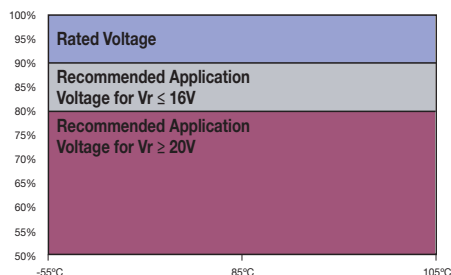 100%
95%
90%
85%
80%
75%
70%
65%
60%
55%
50%
Rated Voltage
Recommended Application
Voltage for Vr ≤ 16V
Recommended Application
Voltage for Vr ≥ 20V
-55ºC
85ºC
105ºC